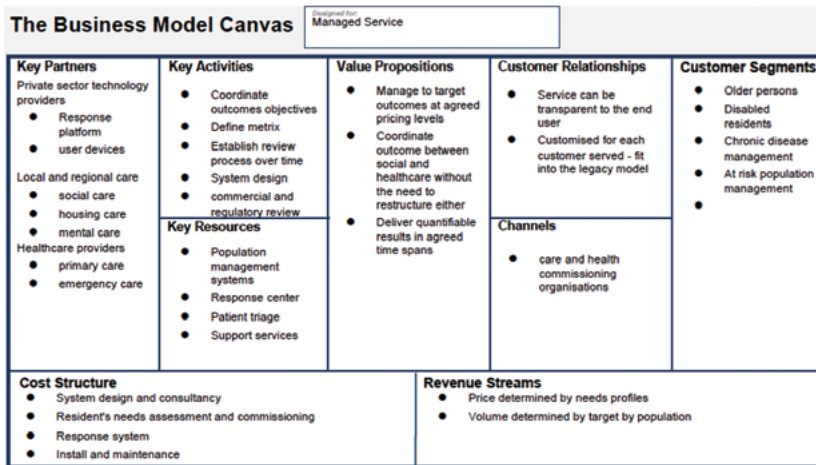 The Business Model Canvas
Designed for:
Managed Service
Key Partners
Private sector technology
providers
● Response
platform
● user devices
Local and regional care
● social care
● housing care
● mental care
Healthcare providers
● primary care
● emergency care
Key Activities
● Coordinate
outcomes objectives
● Define metrix
● Establish review
process over time
● System design
● commercial and
regulatory review
Key Resources
● Population
management
systems
● Response center
● Patient triage
● Support services
Value Propositions
● Manage to target
outcomes at agreed
pricing levels
● Coordinate
outcome between
social and
healthcare without
the need to
restructure either
● Deliver quantifiable
results in agreed
time spans
Customer Relationships
● Service can be
transparent to the end
user
● Customised for each
customer served - fit
into the legacy model
Channels
● care and health
commissioning
organisations
Customer Segments
● Older persons
● Disabled
residents
● Chronic disease
management
● At risk population
management
●
Cost Structure
● System design and consultancy
● Resident's needs assessment and commissioning
● Response system
● Install and maintenance
Revenue Streams
● Price determined by needs profiles
● Volume determined by target by population